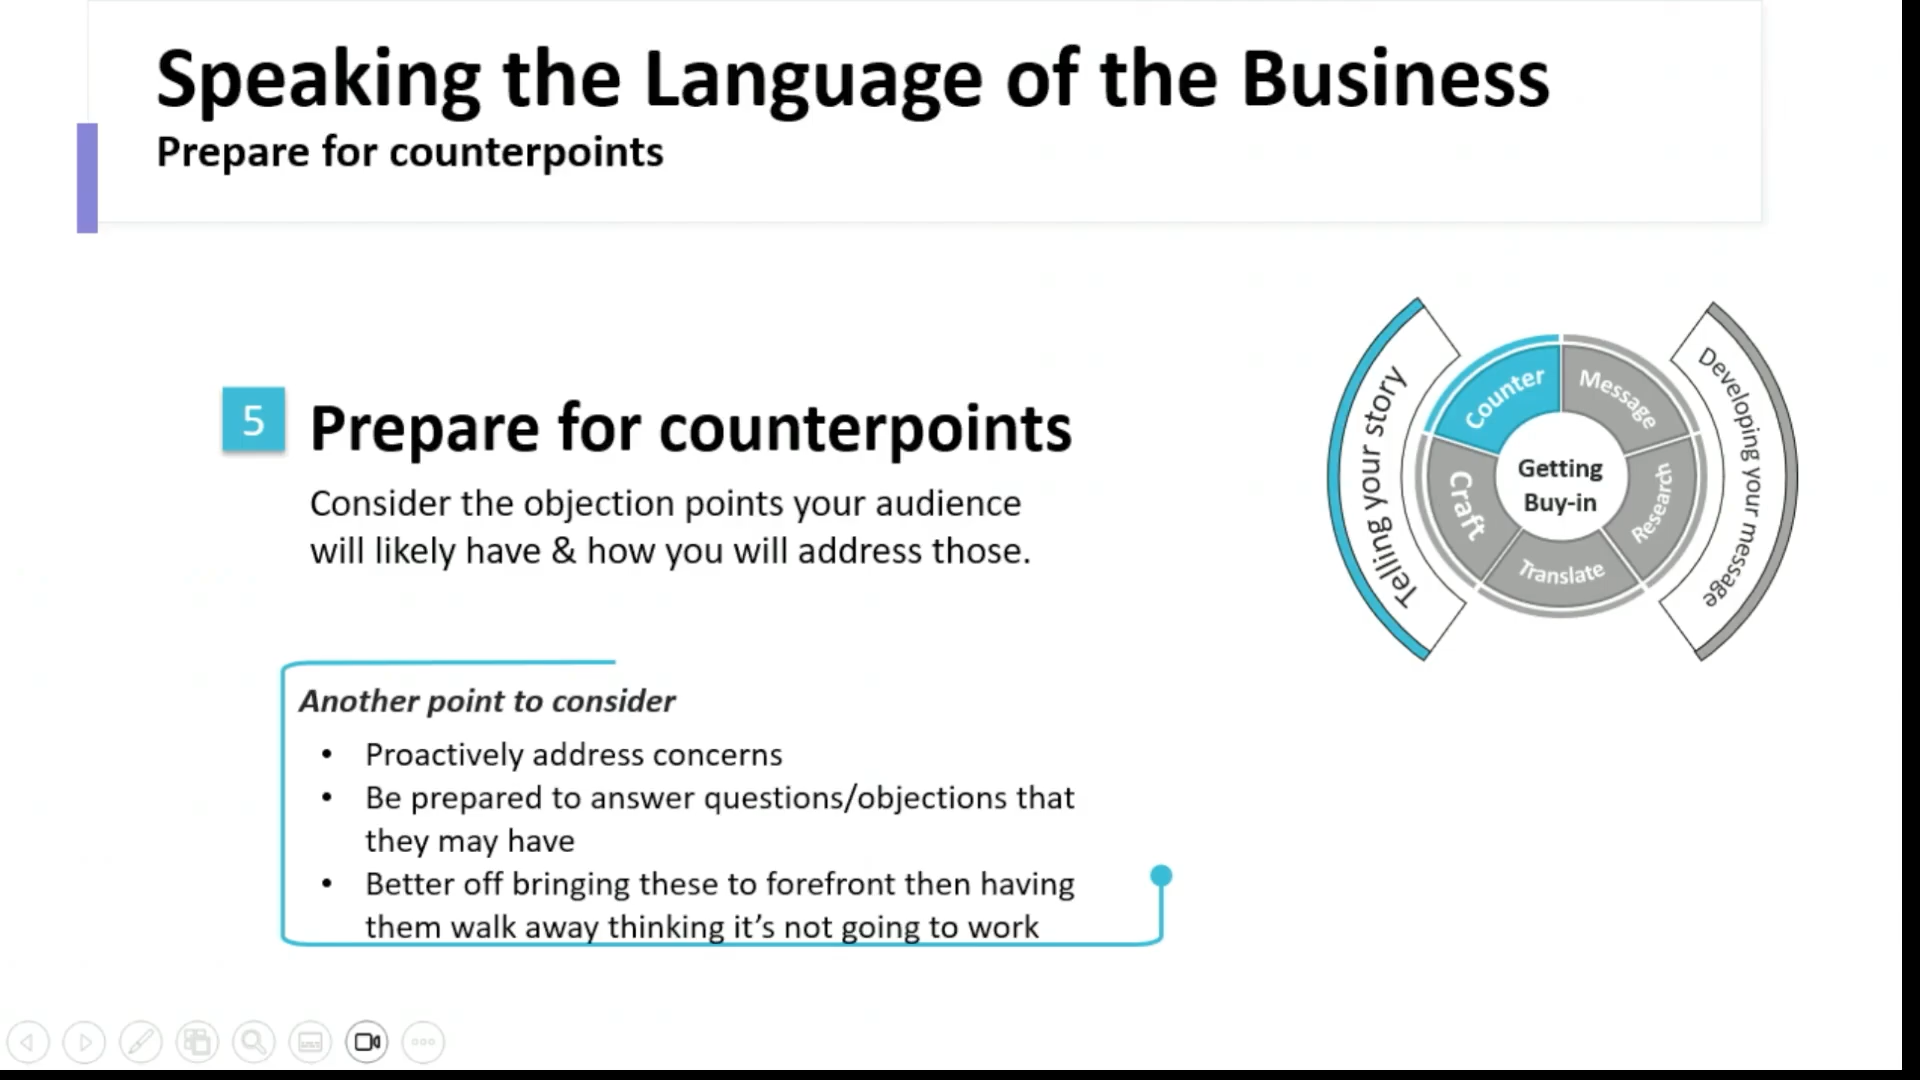 Speaking the Language of the Business
Prepare for counterpoints
5
Prepare for counterpoints
Consider the objection points your audience
will likely have & how you will address those.
Another point to consider
• Proactively address concerns
• Be prepared to answer questions/objections that
they may have
• Better off bringing these to forefront then having
them walk away thinking it's not going to work
Telling your story
Counter
Message
Developing your message
Craft
Getting
Buy-in
Research
Translate